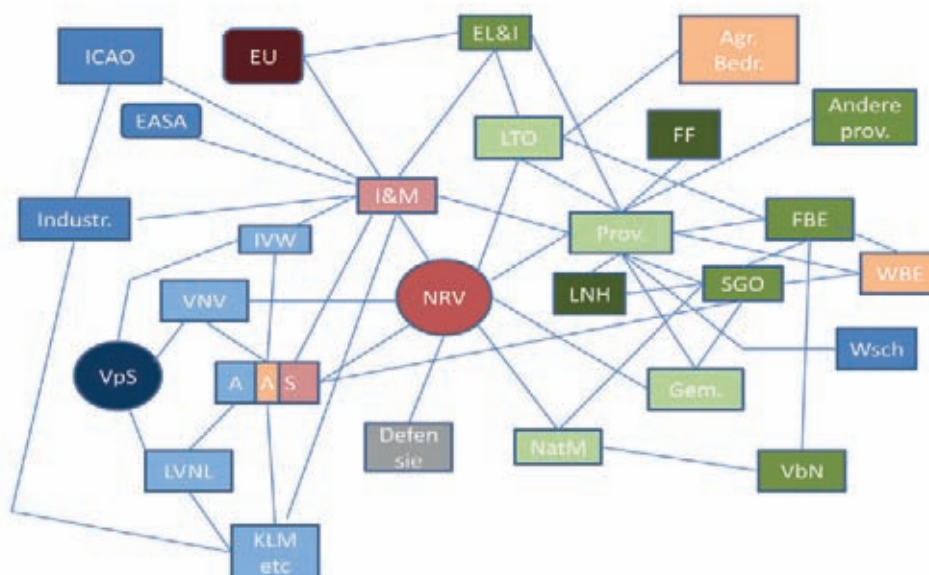 ICAO
EU
EL&I
Agr.
Bedr.
EASA
LTO
FF
Andere
prov.
I&M
Industr.
IVW
Prov.
FBE
VNV
NRV
LNH
SGO
WBE
VpS
A A S
Wsch
Gem.
Defen
sie
NatM
LVNL
VbN
KLM
etc